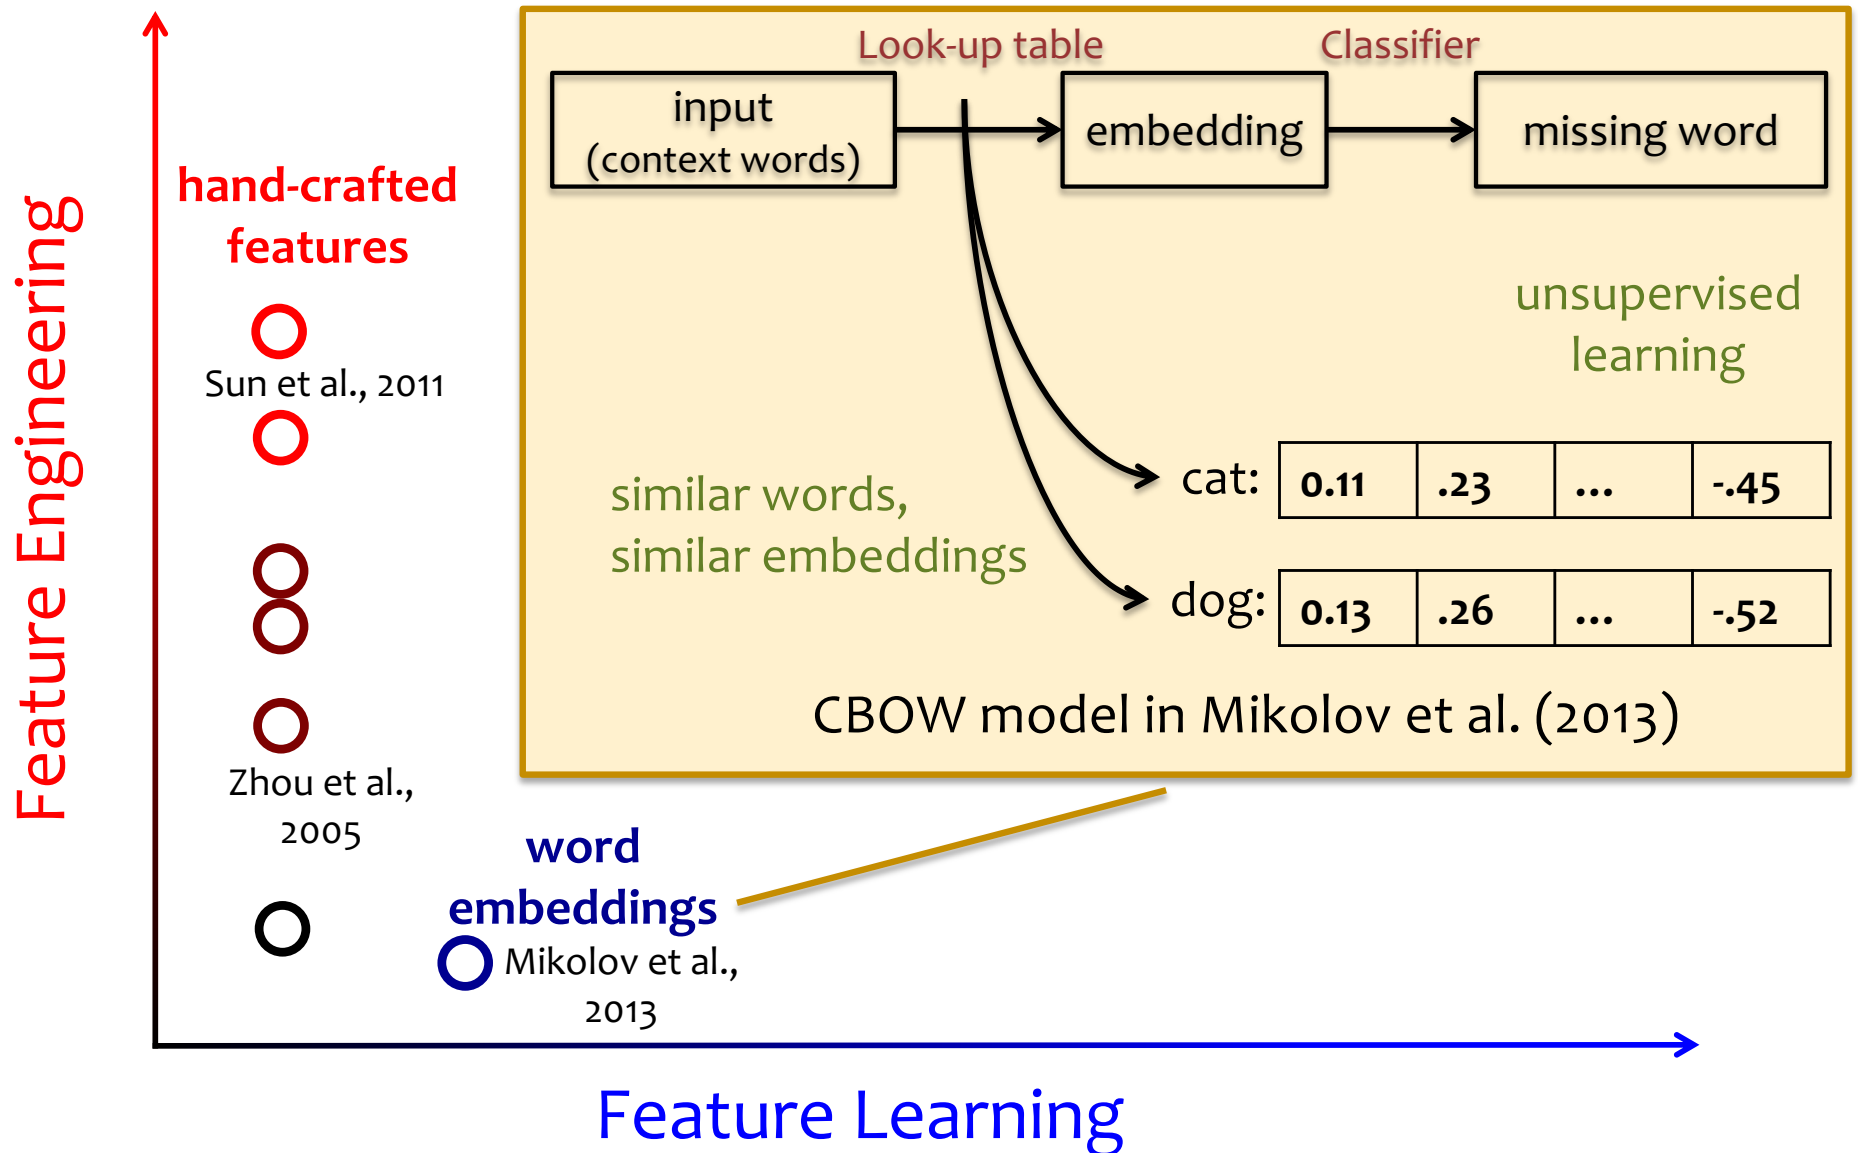 Feature Engineering
hand-crafted
features
Sun et al., 2011
Zhou et al.,
2005
word
embeddings
Mikolov et al.,
2013
Feature Learning
Look-up table
Classifier
input
(context words)
embedding
missing word
unsupervised
learning
similar words,
similar embeddings
cat: 0.11 .23 ... -.45
dog: 0.13 .26 ... -.52
CBOW model in Mikolov et al. (2013)